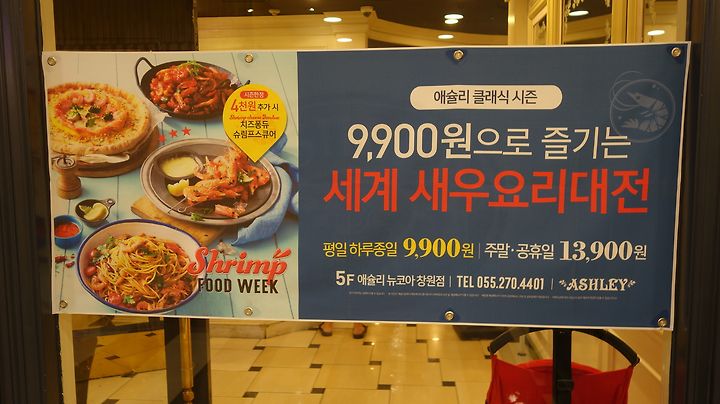 시즌한정
4천원 추가 시
치즈퐁듀
슈림프스큐어
Shrimp
FOOD WEEK
애슐리 클래식 시즌
9,900원으로 즐기는
세계 새우요리대전
평일 하루종일 9,900원 | 주말·공휴일 13,900원
5F 애슐리 뉴코아 창원점 | TEL 055.270.4401 | ASHLEY